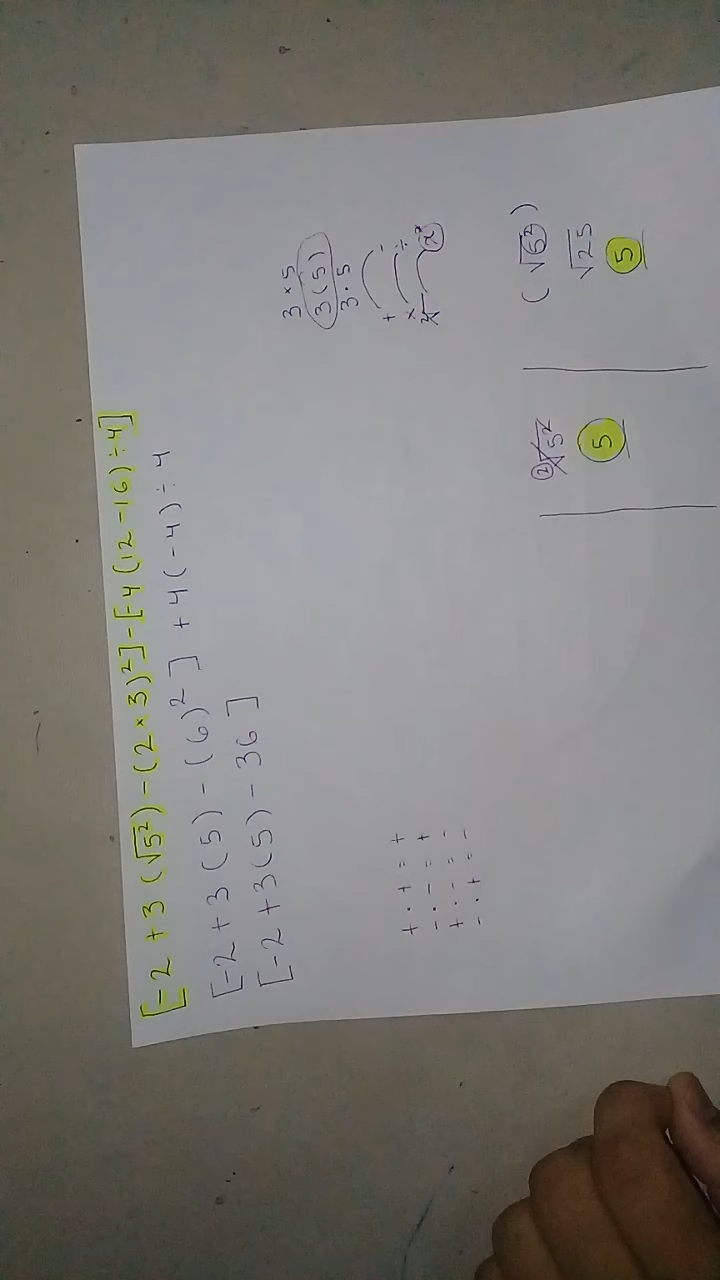 [-2+3(√5²)-(2×3)²]-[-4(12-16)÷4]
[-2+3(5)-(6)²]+4(-4)÷4
[-2+3(5)-36]
3×5
3(5)
3·5
+ -
× ÷
√ x²
+ · + = +
- · - = +
+ · - = -
- · + = -
²√5²
5
(√5²)
√25
5